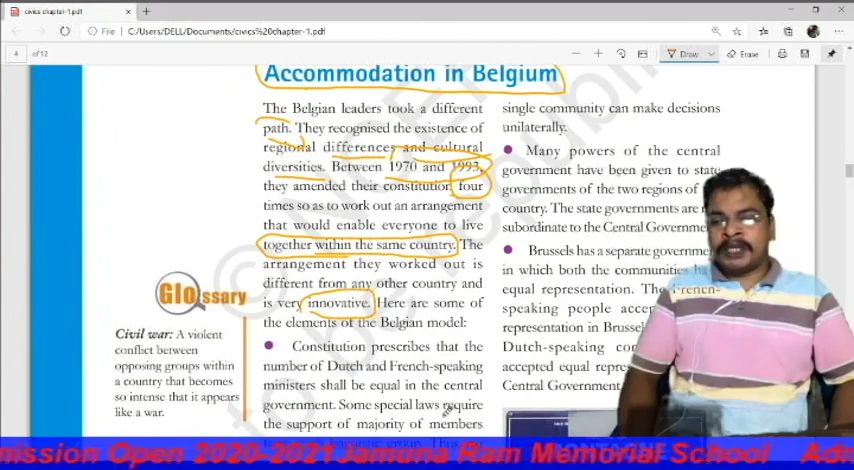 civics chapter-1.pdf
File | C:/Users/DELL/Documents/civics%20chapter-1.pdf
4 of 12
Draw
Erase
Accommodation in Belgium
The Belgian leaders took a different
path. They recognised the existence of
regional differences and cultural
diversities. Between 1970 and 1993,
they amended their constitution four
times so as to work out an arrangement
that would enable everyone to live
together within the same country. The
arrangement they worked out is
different from any other country and
is very innovative. Here are some of
the elements of the Belgian model:
● Constitution prescribes that the
number of Dutch and French-speaking
ministers shall be equal in the central
government. Some special laws require
the support of majority of members
single community can make decisions
unilaterally.
● Many powers of the central
government have been given to state
governments of the two regions of
country. The state governments are
subordinate to the Central Governme
● Brussels has a separate governme
in which both the communities ha
equal representation. The French-
speaking people accep
representation in Brussel
Dutch-speaking co
accepted equal repre
Central Government
Glossary
Civil war: A violent
conflict between
opposing groups within
a country that becomes
so intense that it appears
like a war.
© NCE
to be republi
mission Open 2020-2021 Jamuna Ram Memorial School Adm